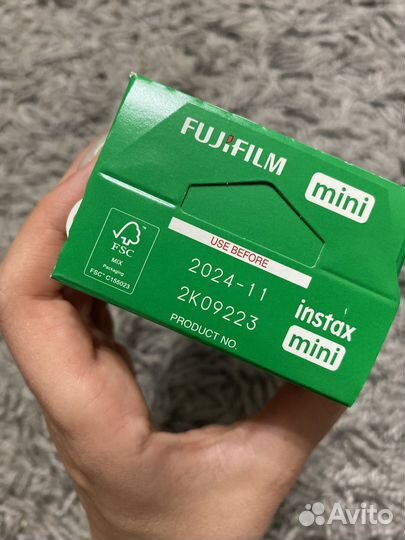 FUJIFILM
mini
USE BEFORE
2024-11
2K09223
PRODUCT NO.
FSC
MIX
Packaging
FSC® C155023
instax
mini
Avito